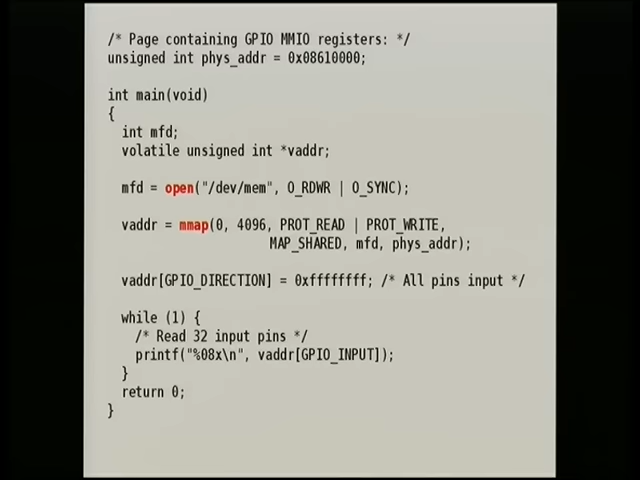 /* Page containing GPIO MMIO registers: */
unsigned int phys_addr = 0x08610000;
int main(void)
{
int mfd;
volatile unsigned int *vaddr;
mfd = open("/dev/mem", O_RDWR | O_SYNC);
vaddr = mmap(0, 4096, PROT_READ | PROT_WRITE,
MAP_SHARED, mfd, phys_addr);
vaddr[GPIO_DIRECTION] = 0xffffffff; /* All pins input */
while (1) {
/* Read 32 input pins */
printf("%08x\n", vaddr[GPIO_INPUT]);
}
return 0;
}